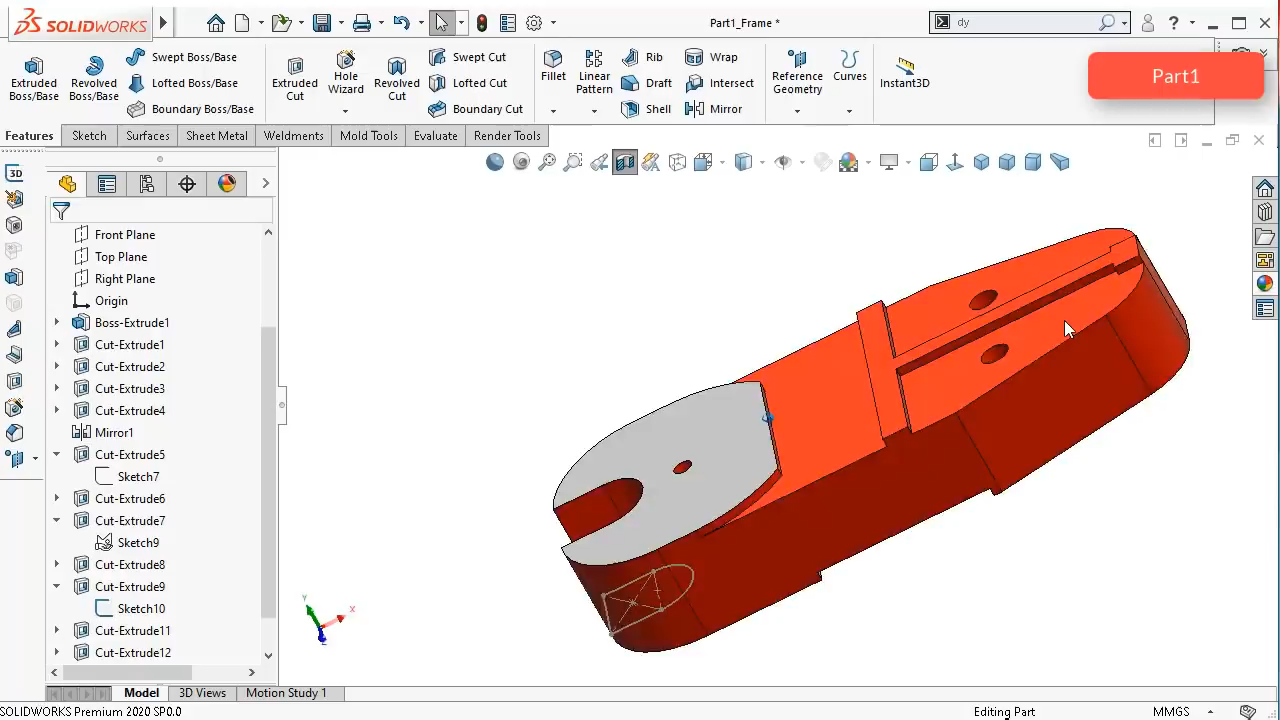 SOLIDWORKS
Part1_Frame *
dy
Part1
Extruded Boss/Base
Revolved Boss/Base
Swept Boss/Base
Lofted Boss/Base
Boundary Boss/Base
Extruded Cut
Hole Wizard
Revolved Cut
Swept Cut
Lofted Cut
Boundary Cut
Fillet
Linear Pattern
Rib
Draft
Shell
Wrap
Intersect
Mirror
Reference Geometry
Curves
Instant3D
Features
Sketch
Surfaces
Sheet Metal
Weldments
Mold Tools
Evaluate
Render Tools
3D
Front Plane
Top Plane
Right Plane
Origin
Boss-Extrude1
Cut-Extrude1
Cut-Extrude2
Cut-Extrude3
Cut-Extrude4
Mirror1
Cut-Extrude5
Sketch7
Cut-Extrude6
Cut-Extrude7
Sketch9
Cut-Extrude8
Cut-Extrude9
Sketch10
Cut-Extrude11
Cut-Extrude12
Y
X
Z
Model
3D Views
Motion Study 1
SOLIDWORKS Premium 2020 SP0.0
Editing Part
MMGS